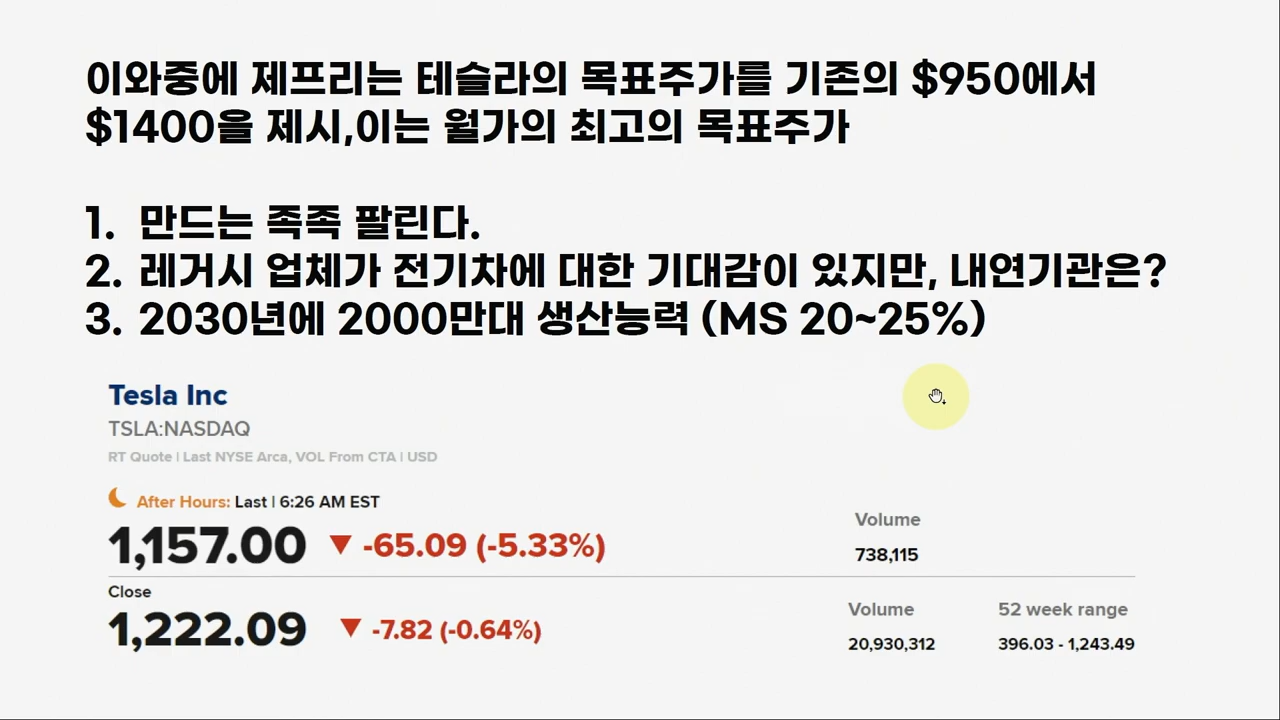 이와중에 제프리는 테슬라의 목표주가를 기존의 $950에서
$1400을 제시,이는 월가의 최고의 목표주가
1. 만드는 족족 팔린다.
2. 레거시 업체가 전기차에 대한 기대감이 있지만, 내연기관은?
3. 2030년에 2000만대 생산능력 (MS 20~25%)
Tesla Inc
TSLA:NASDAQ
RT Quote | Last NYSE Arca, VOL From CTA | USD
After Hours: Last | 6:26 AM EST
1,157.00 ▼ -65.09 (-5.33%)
Volume
738,115
Close
1,222.09 ▼ -7.82 (-0.64%)
Volume 52 week range
20,930,312 396.03 - 1,243.49